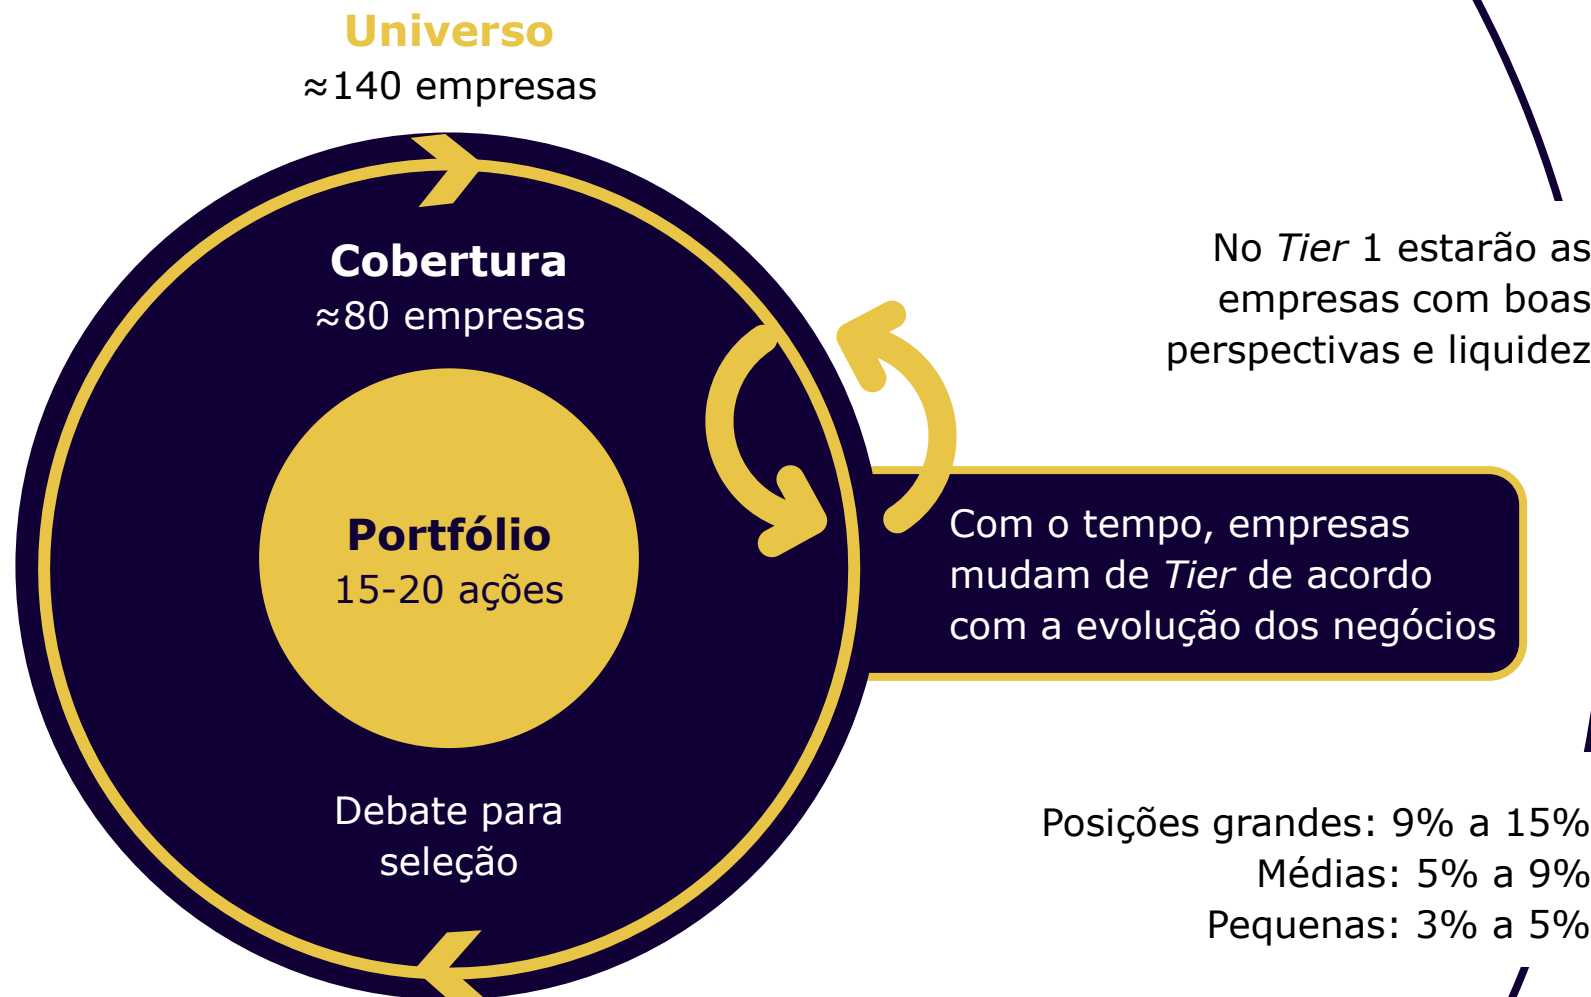 Universo
≈140 empresas
Cobertura
≈80 empresas
Portfólio
15-20 ações
Debate para
seleção
No Tier 1 estarão as
empresas com boas
perspectivas e liquidez
Com o tempo, empresas
mudam de Tier de acordo
com a evolução dos negócios
Posições grandes: 9% a 15%
Médias: 5% a 9%
Pequenas: 3% a 5%